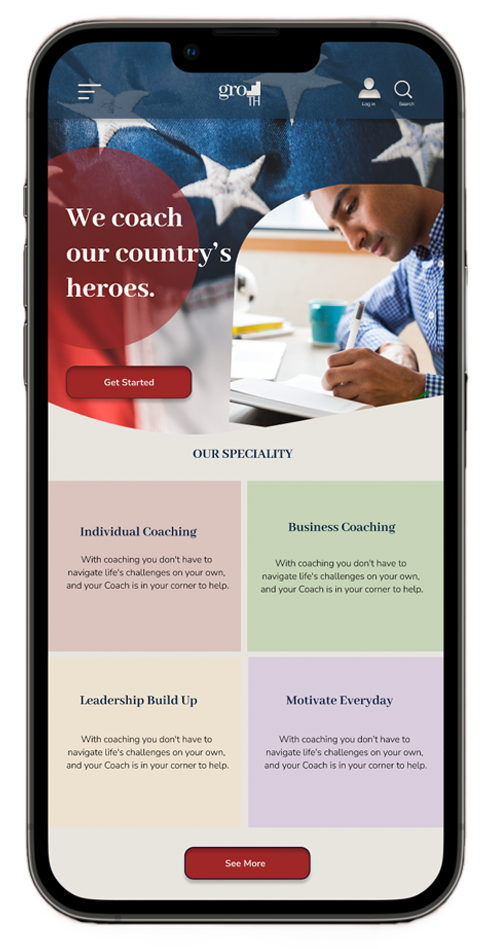 gro
TH
Log in
Search
We coach
our country's
heroes.
Get Started
OUR SPECIALITY
Individual Coaching
With coaching you don't have to
navigate life's challenges on your own,
and your Coach is in your corner to help.
Business Coaching
With coaching you don't have to
navigate life's challenges on your own,
and your Coach is in your corner to help.
Leadership Build Up
With coaching you don't have to
navigate life's challenges on your own,
and your Coach is in your corner to help.
Motivate Everyday
With coaching you don't have to
navigate life's challenges on your own,
and your Coach is in your corner to help.
See More